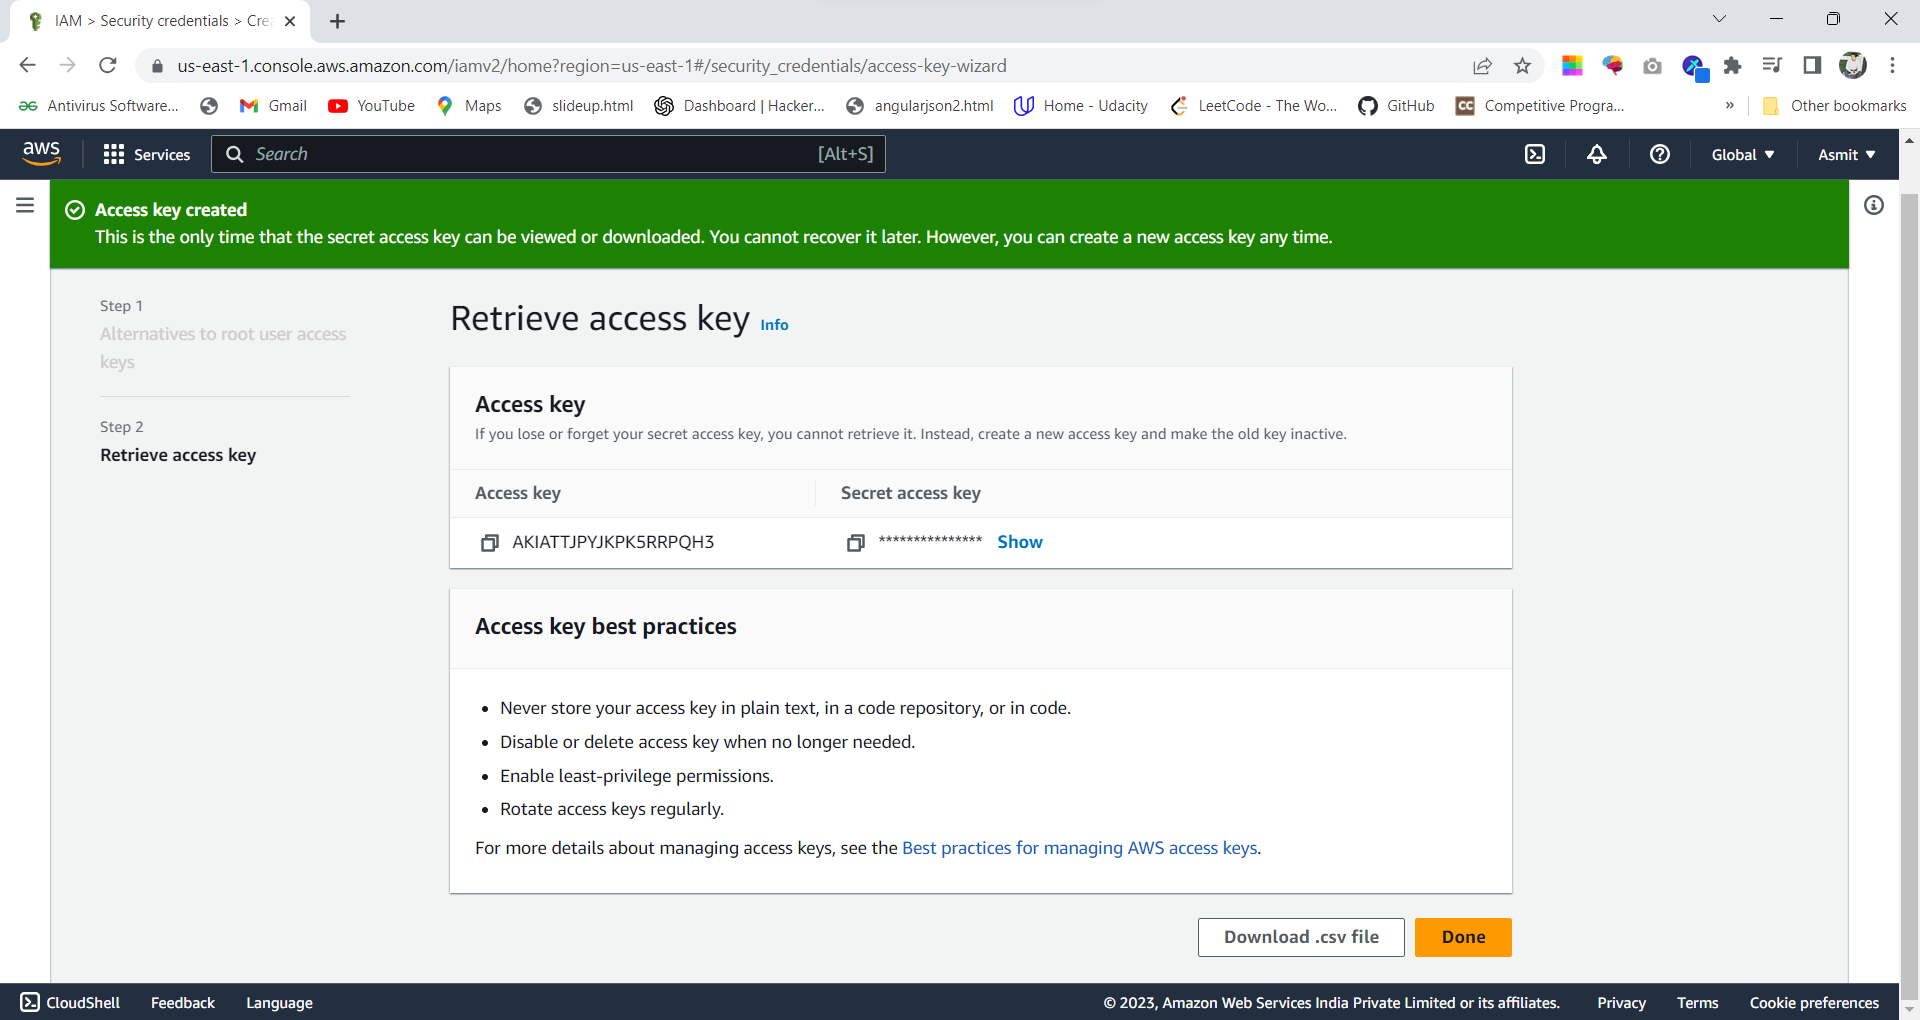 IAM > Security credentials > Cre
us-east-1.console.aws.amazon.com/iamv2/home?region=us-east-1#/security_credentials/access-key-wizard
Antivirus Software... Gmail YouTube Maps slideup.html Dashboard | Hacker... angularjson2.html Home - Udacity LeetCode - The Wo... GitHub CC Competitive Progra... » Other bookmarks
aws Services Search [Alt+S] Global Asmit
Access key created
This is the only time that the secret access key can be viewed or downloaded. You cannot recover it later. However, you can create a new access key any time.
Step 1
Alternatives to root user access
keys
Step 2
Retrieve access key
Retrieve access key Info
Access key
If you lose or forget your secret access key, you cannot retrieve it. Instead, create a new access key and make the old key inactive.
Access key Secret access key
AKIATTJPYJKPK5RRPQH3 *************** Show
Access key best practices
• Never store your access key in plain text, in a code repository, or in code.
• Disable or delete access key when no longer needed.
• Enable least-privilege permissions.
• Rotate access keys regularly.
For more details about managing access keys, see the Best practices for managing AWS access keys.
Download .csv file Done
CloudShell Feedback Language © 2023, Amazon Web Services India Private Limited or its affiliates. Privacy Terms Cookie preferences